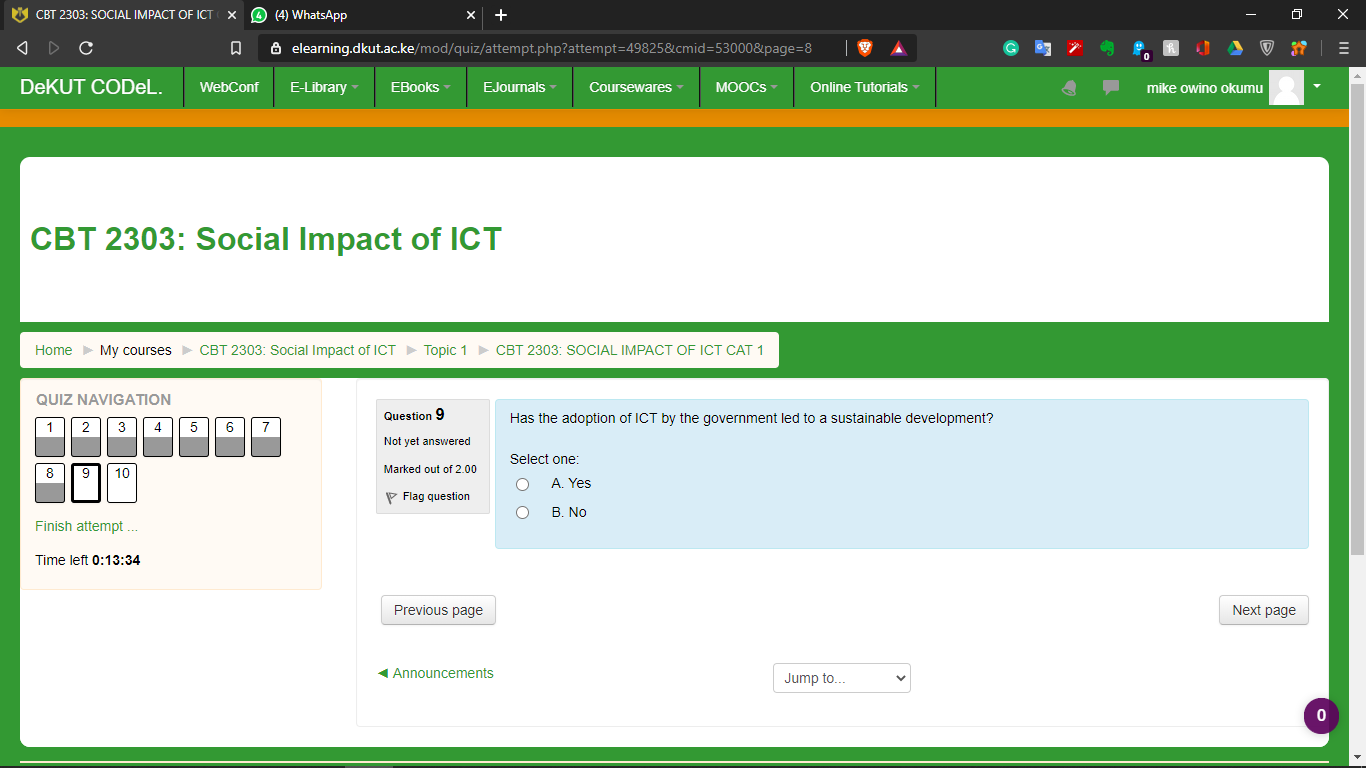 CBT 2303: SOCIAL IMPACT OF ICT
(4) WhatsApp
elearning.dkut.ac.ke/mod/quiz/attempt.php?attempt=49825&cmid=53000&page=8
0
DeKUT CODeL. WebConf E-Library EBooks EJournals Coursewares MOOCs Online Tutorials mike owino okumu
CBT 2303: Social Impact of ICT
Home My courses CBT 2303: Social Impact of ICT Topic 1 CBT 2303: SOCIAL IMPACT OF ICT CAT 1
QUIZ NAVIGATION
1 2 3 4 5 6 7
8 9 10
Finish attempt ...
Time left 0:13:34
Question 9
Not yet answered
Marked out of 2.00
Flag question
Has the adoption of ICT by the government led to a sustainable development?
Select one:
A. Yes
B. No
Previous page Next page
◄ Announcements Jump to...
0